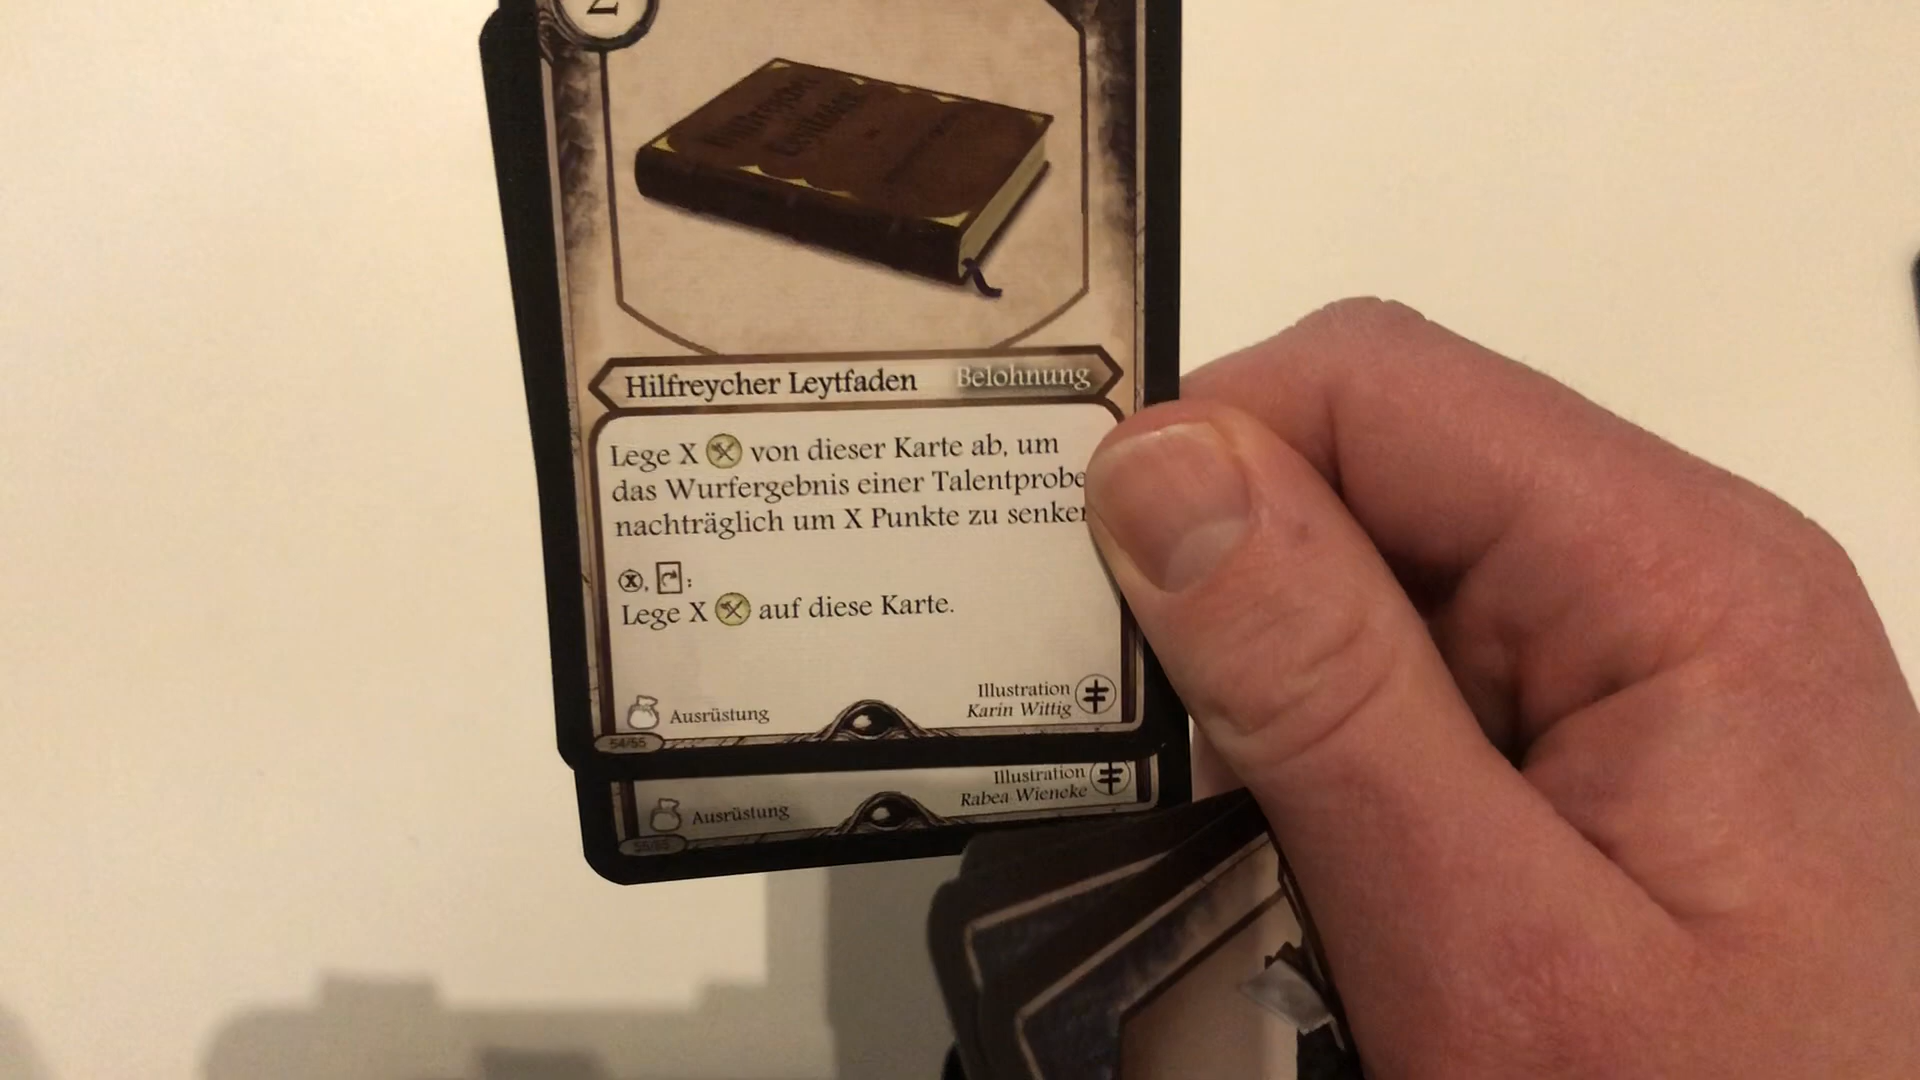 2
Hilfreycher Leytfaden Belohnung
Lege X von dieser Karte ab, um
das Wurfergebnis einer Talentprobe
nachträglich um X Punkte zu senken
X, :
Lege X auf diese Karte.
Ausrüstung
Illustration
Karin Wittig
54/55
Illustration
Rabea Wieneke
Ausrüstung